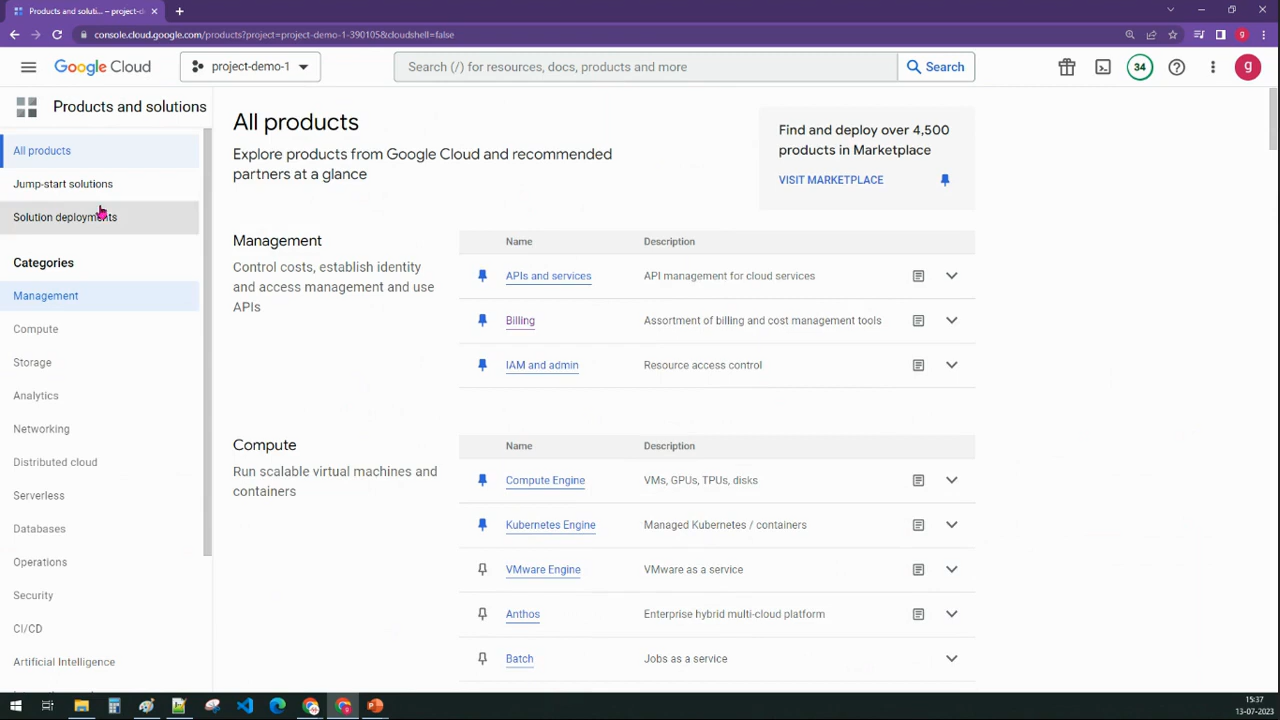 Products and soluti... – project-d
console.cloud.google.com/products?project=project-demo-1-390105&cloudshell=false
g
Google Cloud
project-demo-1
Search (/) for resources, docs, products and more
Search
34
g
Products and solutions
All products
Jump-start solutions
Solution deployments
Categories
Management
Compute
Storage
Analytics
Networking
Distributed cloud
Serverless
Databases
Operations
Security
CI/CD
Artificial Intelligence
All products
Explore products from Google Cloud and recommended
partners at a glance
Find and deploy over 4,500
products in Marketplace
VISIT MARKETPLACE
Management
Control costs, establish identity
and access management and use
APIs
Name Description
APIs and services API management for cloud services
Billing Assortment of billing and cost management tools
IAM and admin Resource access control
Compute
Run scalable virtual machines and
containers
Name Description
Compute Engine VMs, GPUs, TPUs, disks
Kubernetes Engine Managed Kubernetes / containers
VMware Engine VMware as a service
Anthos Enterprise hybrid multi-cloud platform
Batch Jobs as a service
15:37
13-07-2023